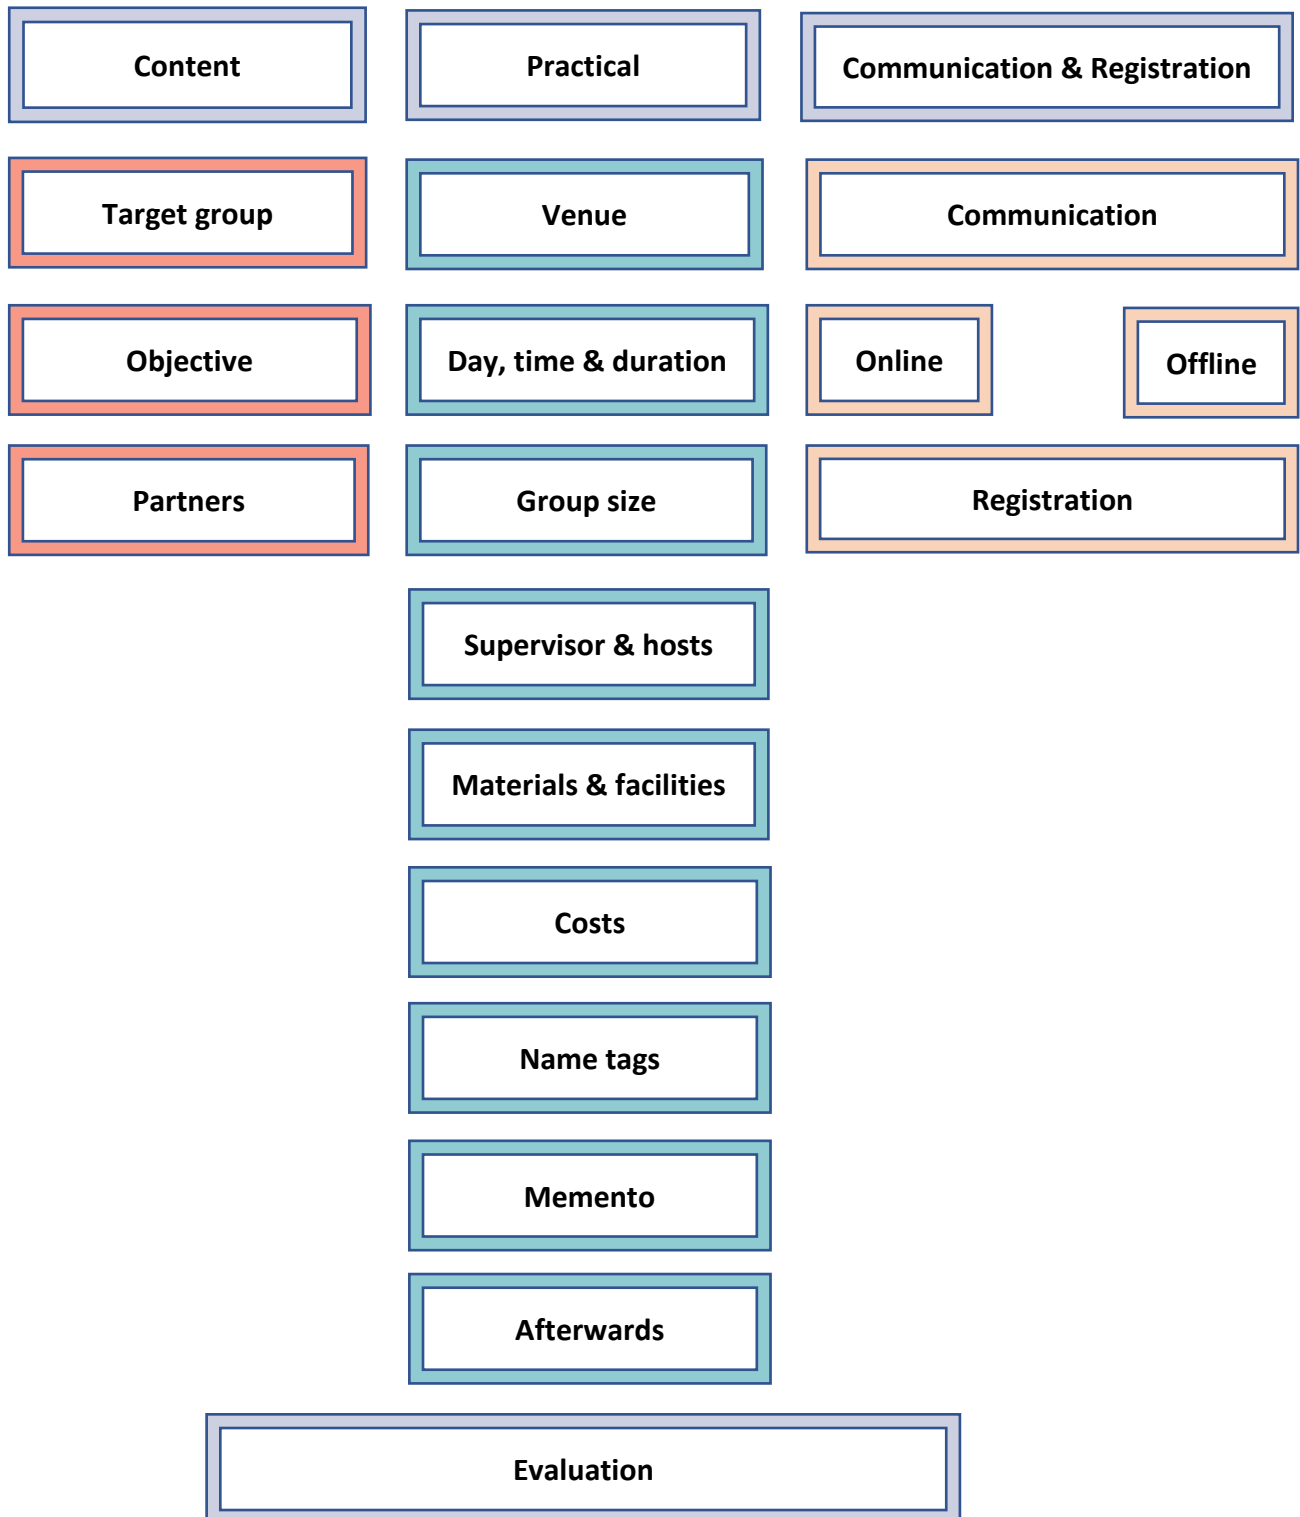 Content
Practical
Communication & Registration
Target group
Venue
Communication
Objective
Day, time & duration
Online
Offline
Partners
Group size
Registration
Supervisor & hosts
Materials & facilities
Costs
Name tags
Memento
Afterwards
Evaluation